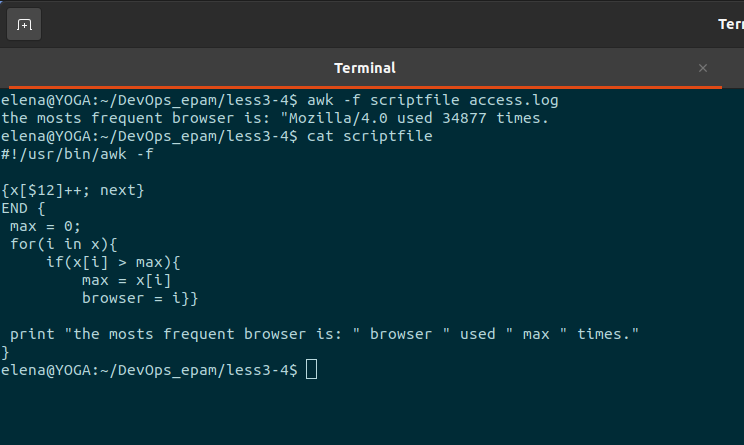 Terr
Terminal ×
elena@YOGA:~/DevOps_epam/less3-4$ awk -f scriptfile access.log
the mosts frequent browser is: "Mozilla/4.0 used 34877 times.
elena@YOGA:~/DevOps_epam/less3-4$ cat scriptfile
#!/usr/bin/awk -f

{x[$12]++; next}
END {
 max = 0;
 for(i in x){
     if(x[i] > max){
         max = x[i]
         browser = i}}

 print "the mosts frequent browser is: " browser " used " max " times."
}
elena@YOGA:~/DevOps_epam/less3-4$